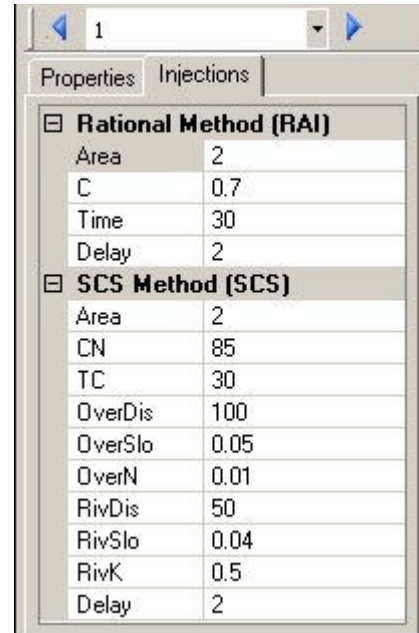 1
Properties Injections
Rational Method (RAI)
Area 2
C 0.7
Time 30
Delay 2
SCS Method (SCS)
Area 2
CN 85
TC 30
OverDis 100
OverSlo 0.05
OverN 0.01
RivDis 50
RivSlo 0.04
RivK 0.5
Delay 2